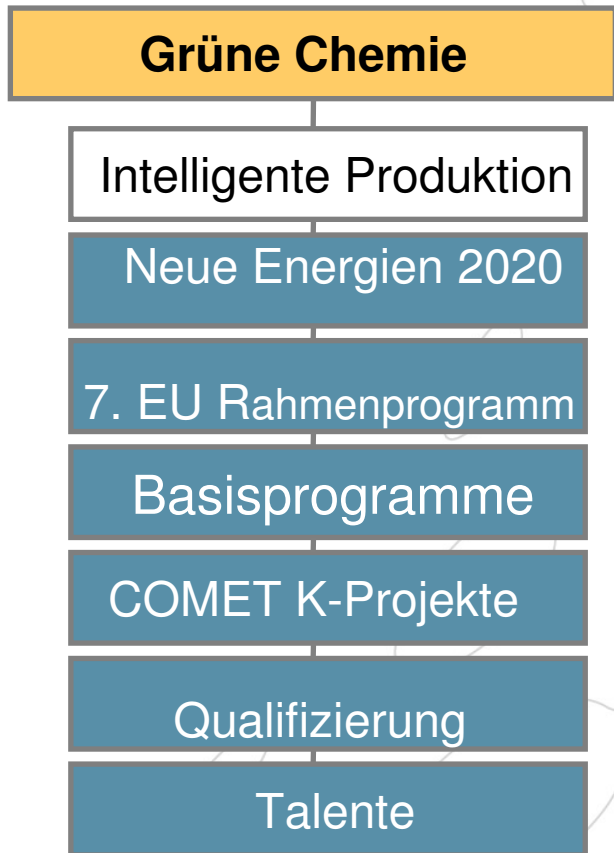 Grüne Chemie
Intelligente Produktion
Neue Energien 2020
7. EU Rahmenprogramm
Basisprogramme
COMET K-Projekte
Qualifizierung
Talente